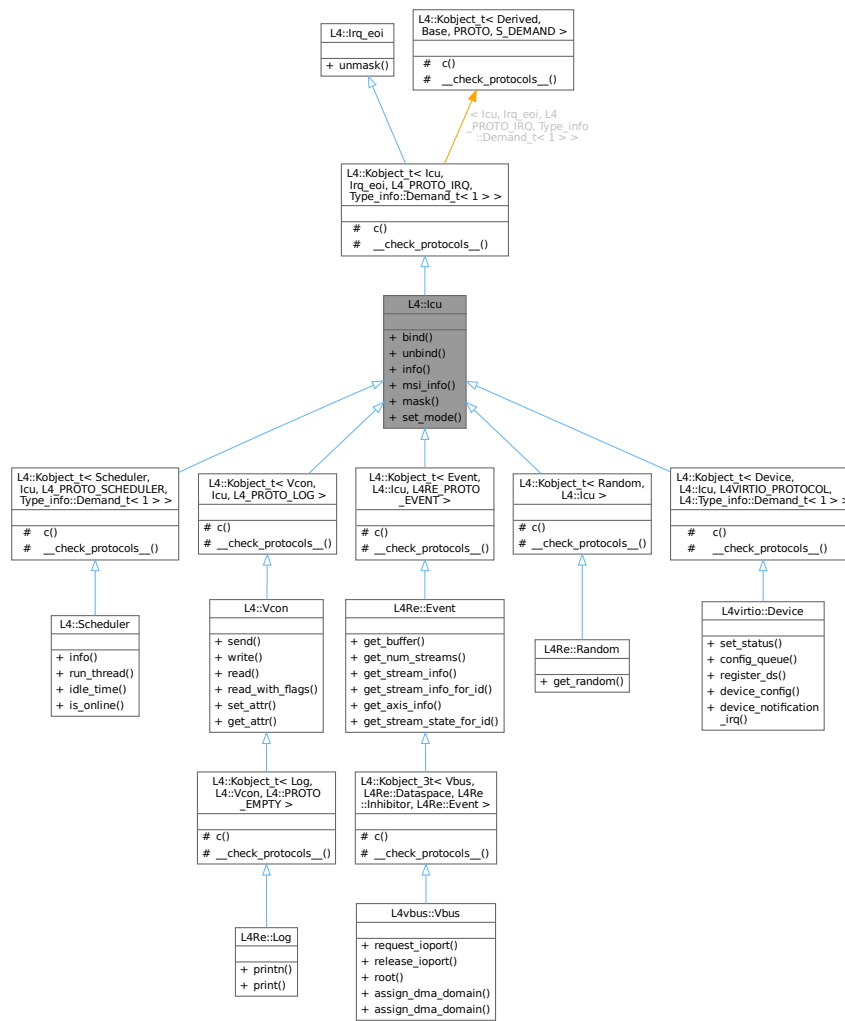 L4::Irq_eoi
+ unmask()
L4::Kobject_t< Derived,
Base, PROTO, S_DEMAND >
# c()
# __check_protocols__()
< Icu, Irq_eoi, L4
_PROTO_IRQ, Type_info
::Demand_t< 1 > >
L4::Kobject_t< Icu,
Irq_eoi, L4_PROTO_IRQ,
Type_info::Demand_t< 1 > >
# c()
# __check_protocols__()
L4::Icu
+ bind()
+ unbind()
+ info()
+ msi_info()
+ mask()
+ set_mode()
L4::Kobject_t< Scheduler,
Icu, L4_PROTO_SCHEDULER,
Type_info::Demand_t< 1 > >
# c()
# __check_protocols__()
L4::Kobject_t< Vcon,
Icu, L4_PROTO_LOG >
# c()
# __check_protocols__()
L4::Kobject_t< Event,
L4::Icu, L4RE_PROTO
_EVENT >
# c()
# __check_protocols__()
L4::Kobject_t< Random,
L4::Icu >
# c()
# __check_protocols__()
L4::Kobject_t< Device,
L4::Icu, L4VIRTIO_PROTOCOL,
L4::Type_info::Demand_t< 1 > >
# c()
# __check_protocols__()
L4::Scheduler
+ info()
+ run_thread()
+ idle_time()
+ is_online()
L4::Vcon
+ send()
+ write()
+ read()
+ read_with_flags()
+ set_attr()
+ get_attr()
L4Re::Event
+ get_buffer()
+ get_num_streams()
+ get_stream_info()
+ get_stream_info_for_id()
+ get_axis_info()
+ get_stream_state_for_id()
L4Re::Random
+ get_random()
L4virtio::Device
+ set_status()
+ config_queue()
+ register_ds()
+ device_config()
+ device_notification
_irq()
L4::Kobject_t< Log,
L4::Vcon, L4::PROTO
_EMPTY >
# c()
# __check_protocols__()
L4::Kobject_3t< Vbus,
L4Re::Dataspace, L4Re
::Inhibitor, L4Re::Event >
# c()
# __check_protocols__()
L4Re::Log
+ printn()
+ print()
L4vbus::Vbus
+ request_ioport()
+ release_ioport()
+ root()
+ assign_dma_domain()
+ assign_dma_domain()